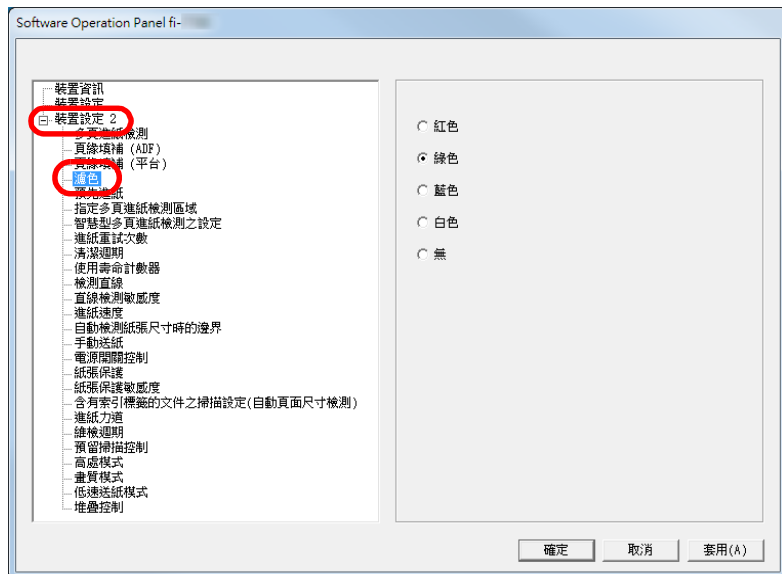 Software Operation Panel fi-
裝置資訊
裝置設定
裝置設定 2
多頁進紙檢測
頁緣填補 (ADF)
頁緣填補 (平台)
濾色
預先進紙
指定多頁進紙檢測區域
智慧型多頁進紙檢測之設定
進紙重試次數
清潔週期
使用壽命計數器
檢測直線
直線檢測敏感度
進紙速度
自動檢測紙張尺寸時的邊界
手動送紙
電源開關控制
紙張保護
紙張保護敏感度
含有索引標籤的文件之掃描設定(自動頁面尺寸檢測)
進紙力道
維檢週期
預留掃描控制
高處模式
畫質模式
低速送紙模式
堆疊控制
紅色
綠色
藍色
白色
無
確定 取消 套用(A)